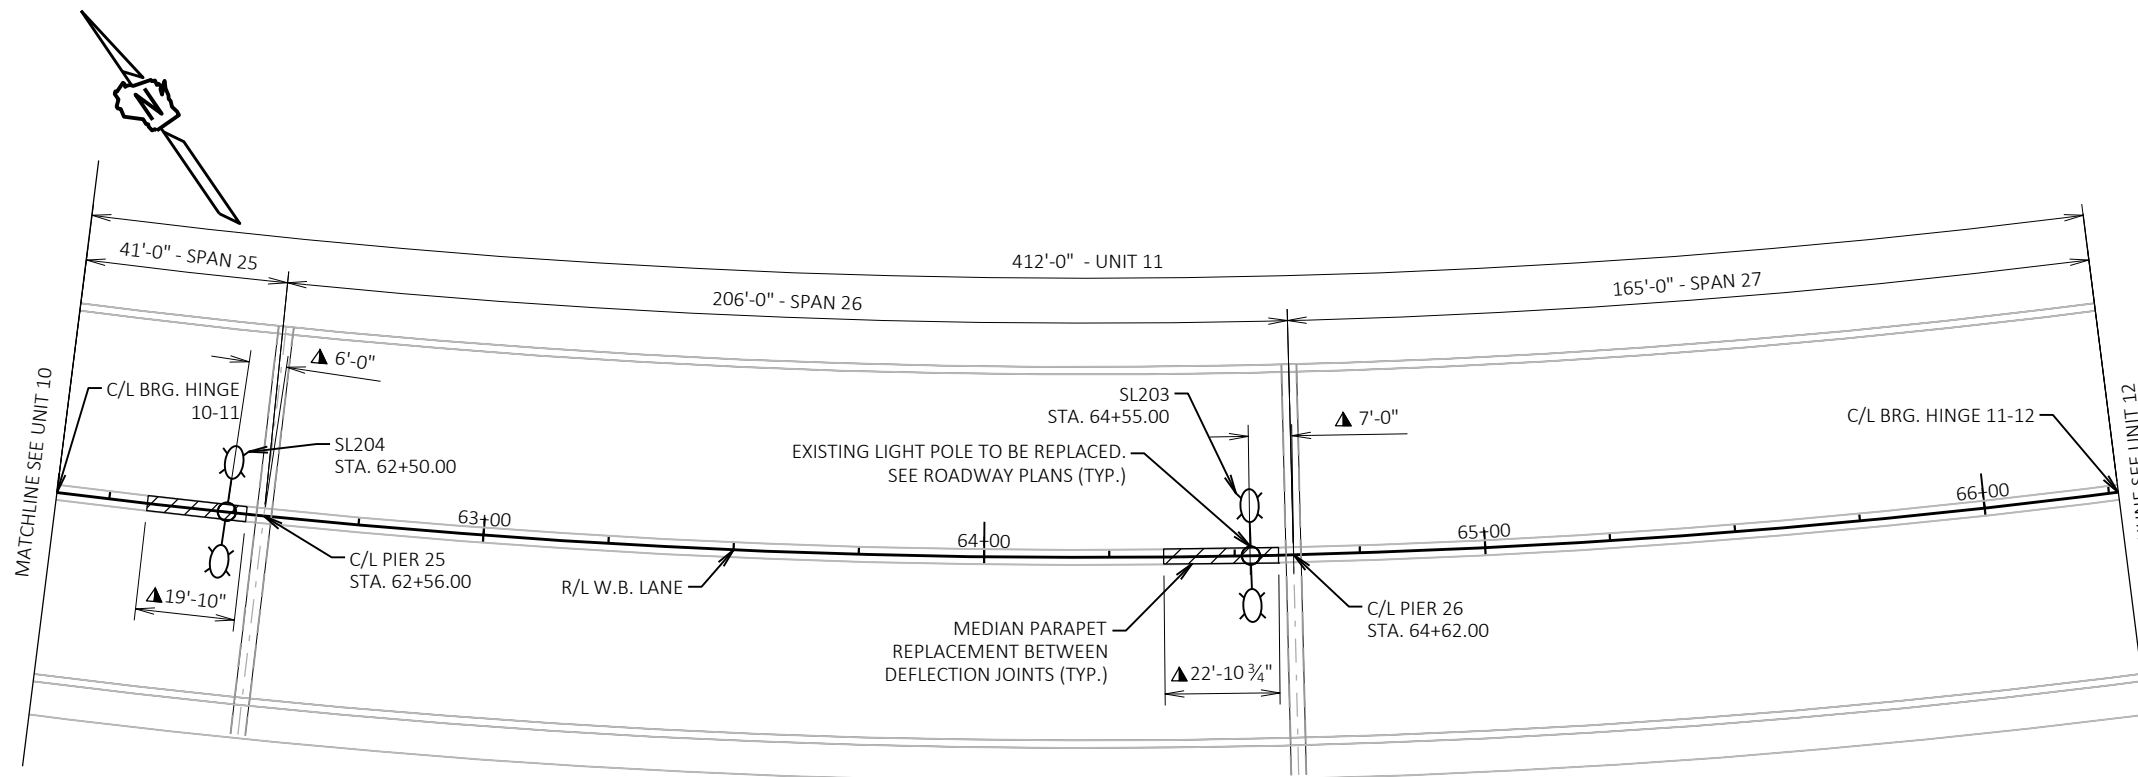 N
412'-0" - UNIT 11
41'-0" - SPAN 25
206'-0" - SPAN 26
165'-0" - SPAN 27
6'-0"
C/L BRG. HINGE
10-11
MATCHLINE SEE UNIT 10
SL204
STA. 62+50.00
SL203
STA. 64+55.00
7'-0"
EXISTING LIGHT POLE TO BE REPLACED.
SEE ROADWAY PLANS (TYP.)
C/L BRG. HINGE 11-12
SEE UNIT 12
63+00
64+00
65+00
66+00
C/L PIER 25
STA. 62+56.00
R/L W.B. LANE
19'-10"
MEDIAN PARAPET
REPLACEMENT BETWEEN
DEFLECTION JOINTS (TYP.)
22'-10 ¾"
C/L PIER 26
STA. 64+62.00